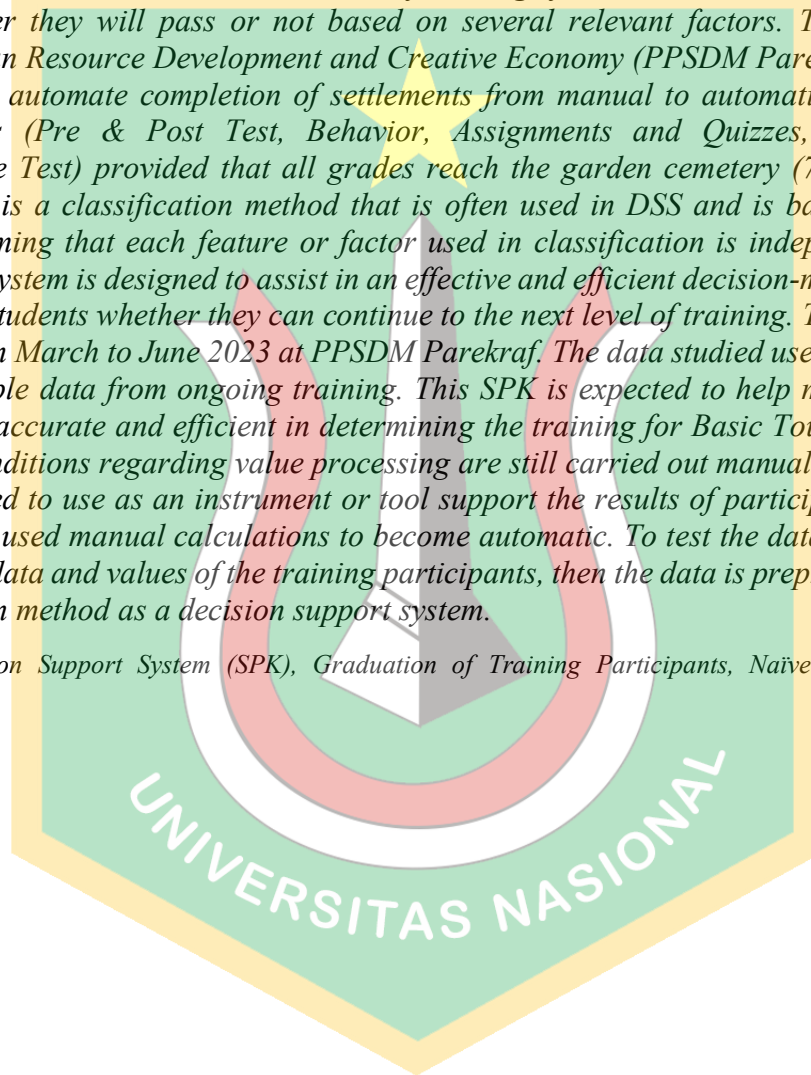 er they will pass or not based on several relevant factors. T
n Resource Development and Creative Economy (PPSDM Pare
automate completion of settlements from manual to automati
(Pre & Post Test, Behavior, Assignments and Quizzes,
e Test) provided that all grades reach the garden cemetery (7
is a classification method that is often used in DSS and is ba
ming that each feature or factor used in classification is indep
ystem is designed to assist in an effective and efficient decision-m
tudents whether they can continue to the next level of training. T
n March to June 2023 at PPSDM Parekraf. The data studied use
ple data from ongoing training. This SPK is expected to help m
accurate and efficient in determining the training for Basic Tou
nditions regarding value processing are still carried out manual
ed to use as an instrument or tool support the results of particip
used manual calculations to become automatic. To test the data
data and values of the training participants, then the data is prep
n method as a decision support system.
on Support System (SPK), Graduation of Training Participants, Naïve
UNIVERSITAS NASIONAL